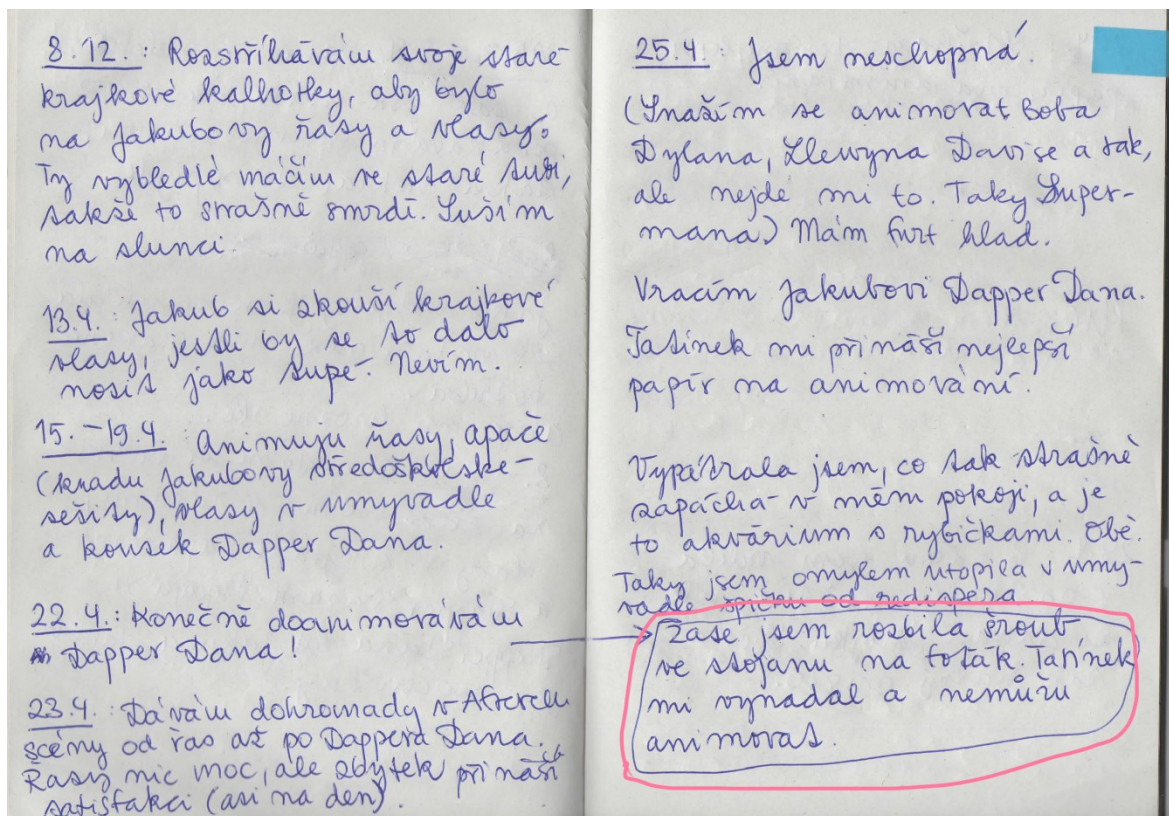 8.12.: Rozstříhávám svoje staré
krajkové kalhotky, aby bylo
na Jakubovy řasy a vlasy.
Ty vybledlé máčím ve staré tuši,
takže to strašně smrdí. Suším
na slunci.
13.4. Jakub si zkouší krajkové
vlasy, jestli by se to dalo
nosit jako tupé. Nevím.
15.-19.4. Animuju řasy, apače
(kradu Jakubovy středoškolské
sešity), vlasy v umyvadle
a kousek Dapper Dana.
22.4.: Konečně doanimovávám
Dapper Dana!
23.4. Dávám dohromady v Aftereku
scény od řas až po Dappera Dana.
Řasy nic moc, ale zbytek přináší
satisfakci (asi na den).
25.4. Jsem neschopná.
(Snažím se animovat Boba
Dylana, Llewyna Davise a tak,
ale nejde mi to. Taky Super-
mana) Mám furt hlad.
Vracím Jakubovi Dapper Dana.
Tatínek mi přináší nejlepší
papír na animování.
Vypátrala jsem, co tak strašně
zapáchá v mém pokoji, a je
to akvárium s rybičkami. Obě.
Taky jsem omylem utopila v umy-
vadle špičku od redispera.
Zase jsem rozbila šroub
ve stojanu na foťák. Tatínek
mi vynadal a nemůžu
animovat.